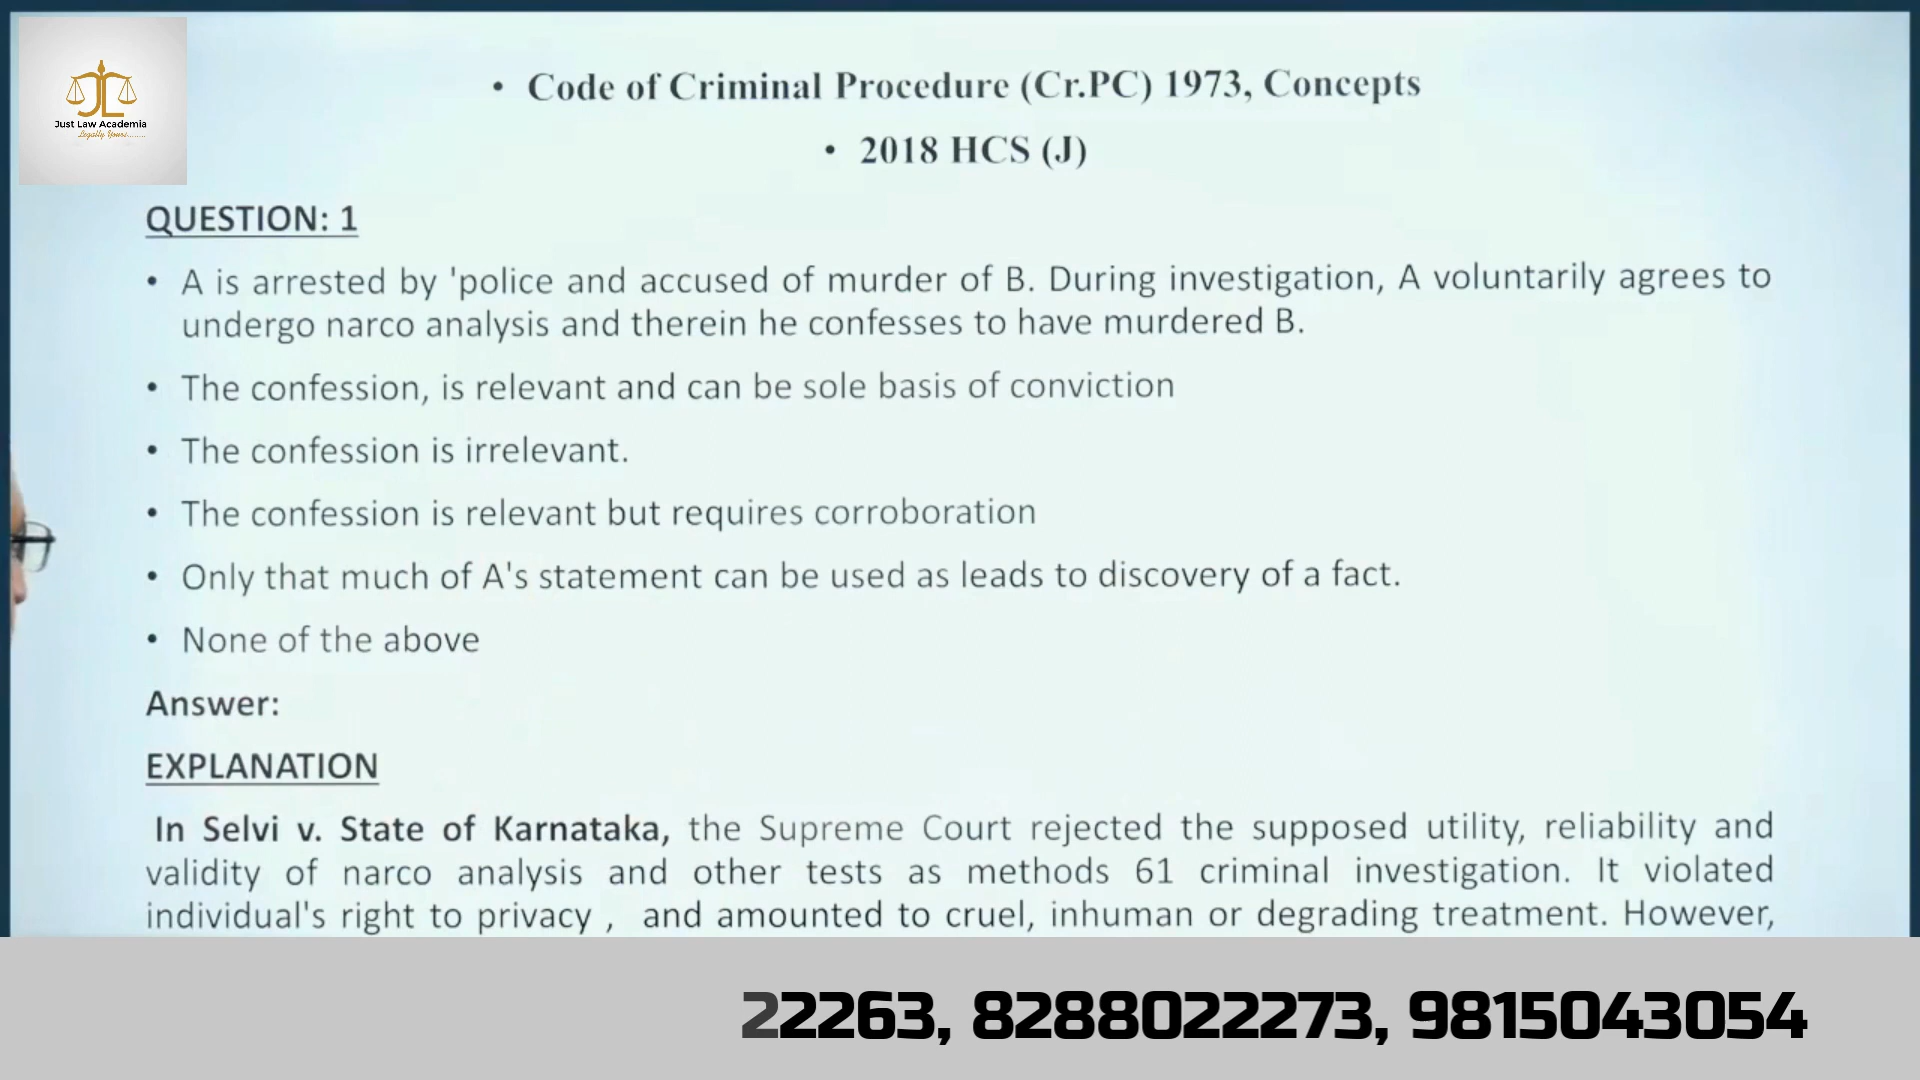 Just Law Academia
Legally Yours........
• Code of Criminal Procedure (Cr.PC) 1973, Concepts
• 2018 HCS (J)
QUESTION: 1
• A is arrested by 'police and accused of murder of B. During investigation, A voluntarily agrees to
undergo narco analysis and therein he confesses to have murdered B.
• The confession, is relevant and can be sole basis of conviction
• The confession is irrelevant.
• The confession is relevant but requires corroboration
• Only that much of A's statement can be used as leads to discovery of a fact.
• None of the above
Answer:
EXPLANATION
In Selvi v. State of Karnataka, the Supreme Court rejected the supposed utility, reliability and
validity of narco analysis and other tests as methods 61 criminal investigation. It violated
individual's right to privacy , and amounted to cruel, inhuman or degrading treatment. However,
22263, 8288022273, 9815043054